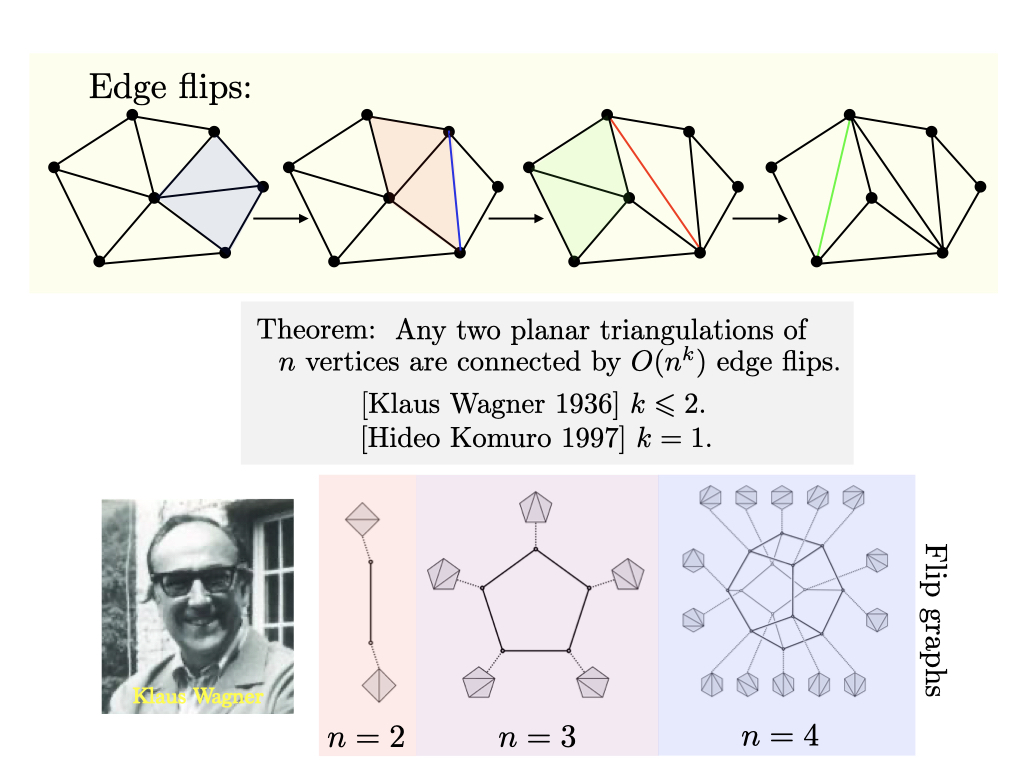 Edge flips:
Theorem: Any two planar triangulations of
n vertices are connected by O(n^k) edge flips.
[Klaus Wagner 1936] k ⩽ 2.
[Hideo Komuro 1997] k = 1.
Klaus Wagner
n = 2
n = 3
n = 4
Flip graphs